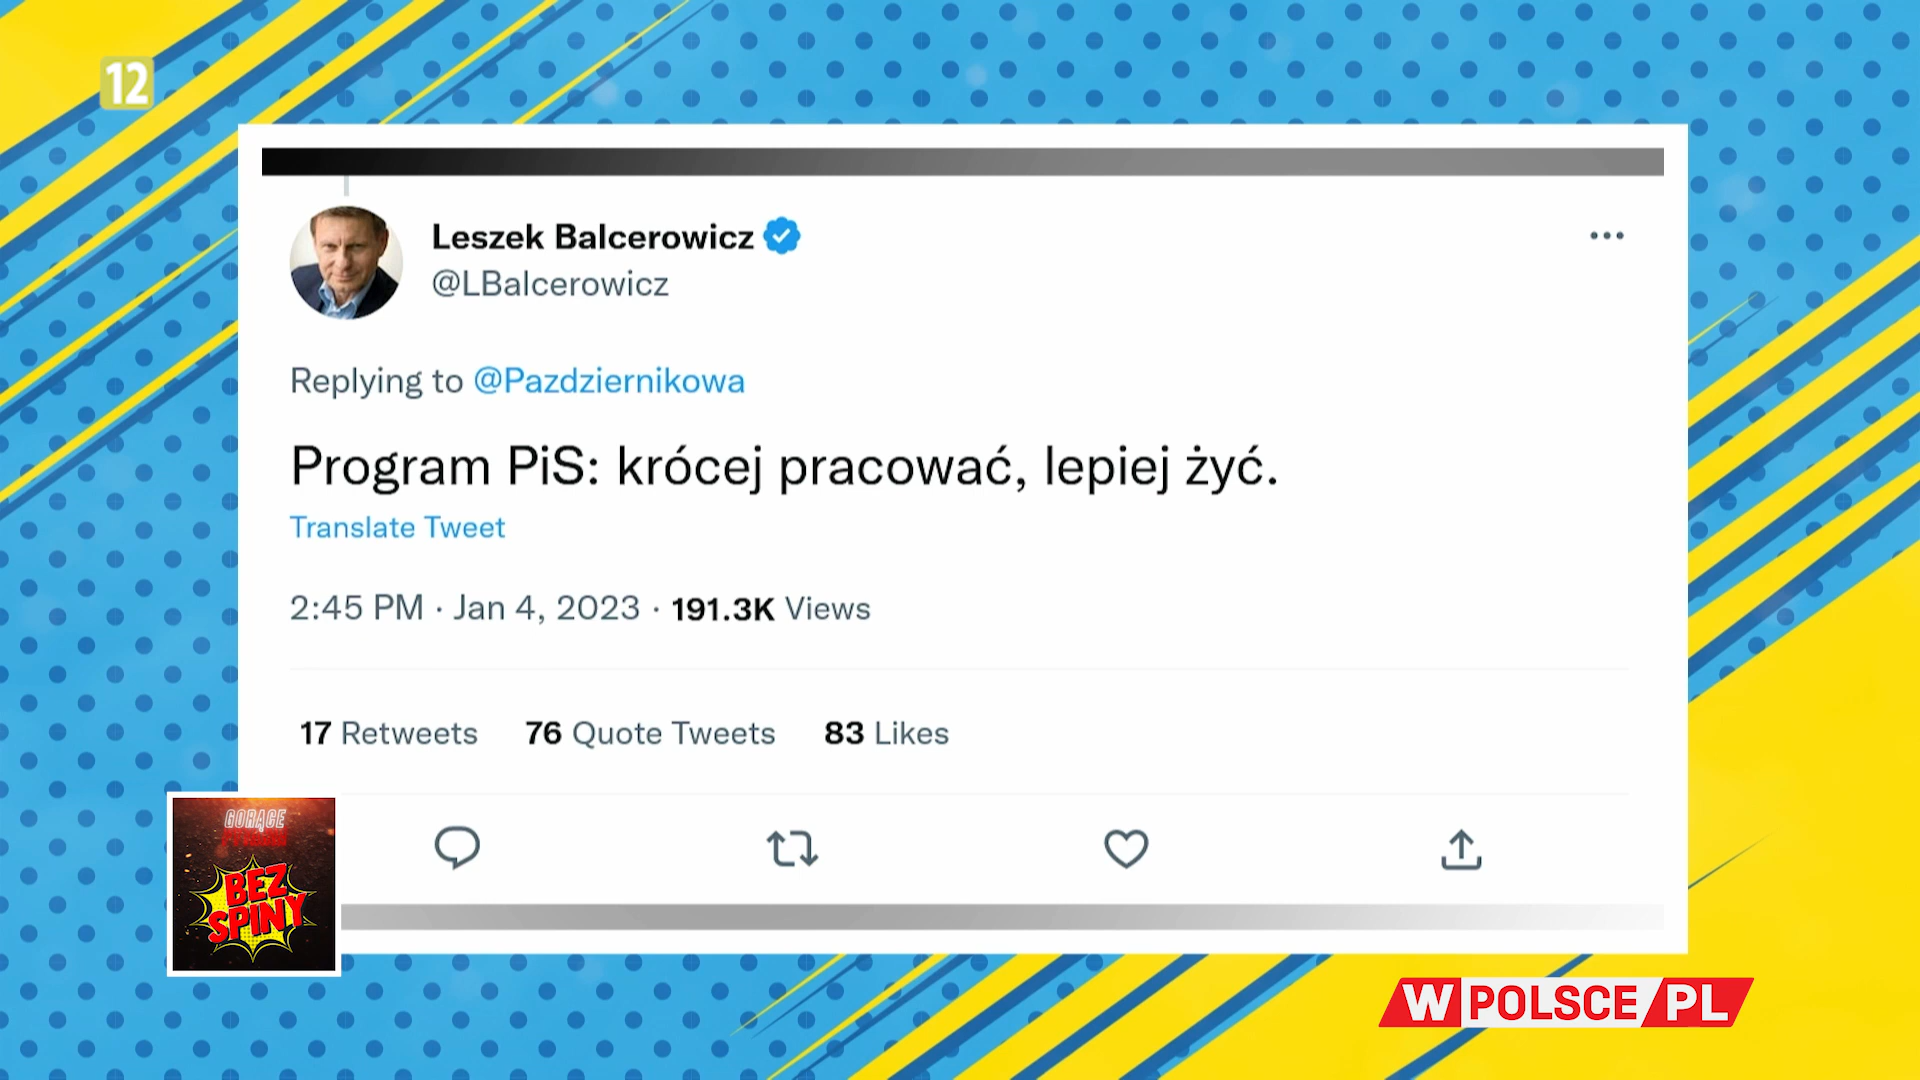 12
Leszek Balcerowicz
@LBalcerowicz
Replying to @Pazdziernikowa
Program PiS: krócej pracować, lepiej żyć.
Translate Tweet
2:45 PM · Jan 4, 2023 · 191.3K Views
17 Retweets 76 Quote Tweets 83 Likes
GORĄCE
BEZ
SPINY
W POLSCE/PL